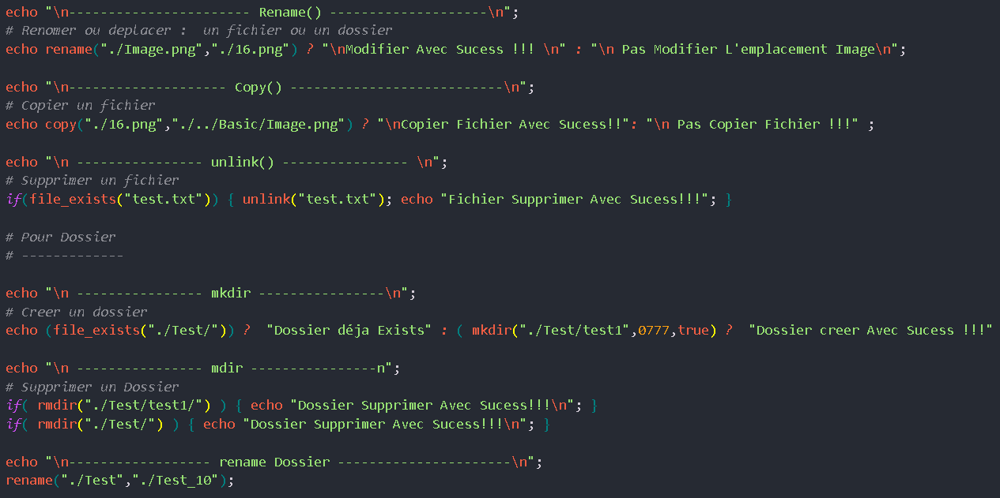 echo "\n----------------------- Rename() --------------------\n";
# Renomer ou deplacer :  un fichier ou un dossier
echo rename("./Image.png","./16.png") ? "\nModifier Avec Sucess !!! \n" : "\n Pas Modifier L'emplacement Image\n";
echo "\n-------------------- Copy() ---------------------------\n";
# Copier un fichier
echo copy("./16.png","./../Basic/Image.png") ? "\nCopier Fichier Avec Sucess!!": "\n Pas Copier Fichier !!!" ;
echo "\n ---------------- unlink() ---------------- \n";
# Supprimer un fichier
if(file_exists("test.txt")) { unlink("test.txt"); echo "Fichier Supprimer Avec Sucess!!!"; }
# Pour Dossier
# -------------
echo "\n ---------------- mkdir ----------------\n";
# Creer un dossier
echo (file_exists("./Test/")) ?  "Dossier déja Exists" : ( mkdir("./Test/test1",0777,true) ?  "Dossier creer Avec Sucess !!!"
echo "\n ---------------- mdir ----------------n";
# Supprimer un Dossier
if( rmdir("./Test/test1/") ) { echo "Dossier Supprimer Avec Sucess!!!\n"; }
if( rmdir("./Test/") ) { echo "Dossier Supprimer Avec Sucess!!!\n"; }
echo "\n------------------ rename Dossier ----------------------\n";
rename("./Test","./Test_10");